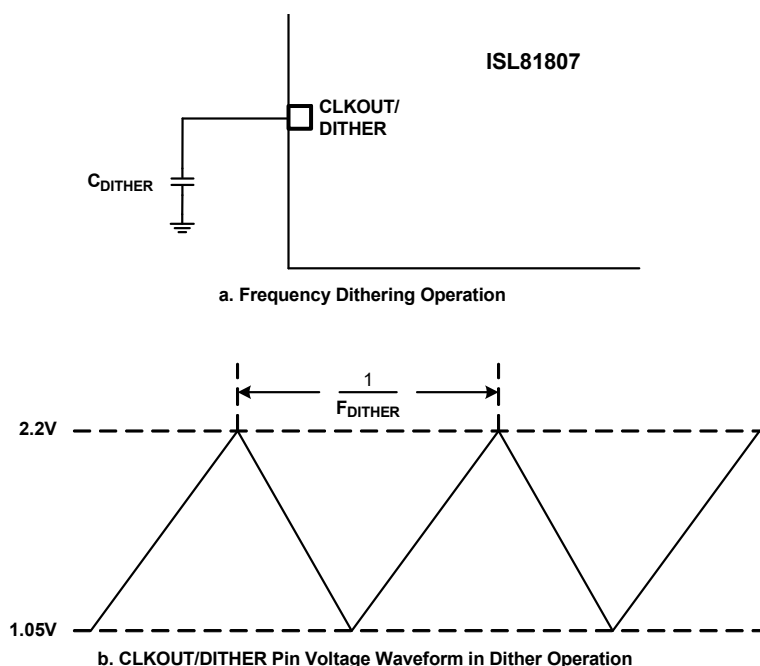 ISL81807
CLKOUT/
DITHER
CDITHER
a. Frequency Dithering Operation
1
FDITHER
2.2V
1.05V
b. CLKOUT/DITHER Pin Voltage Waveform in Dither Operation